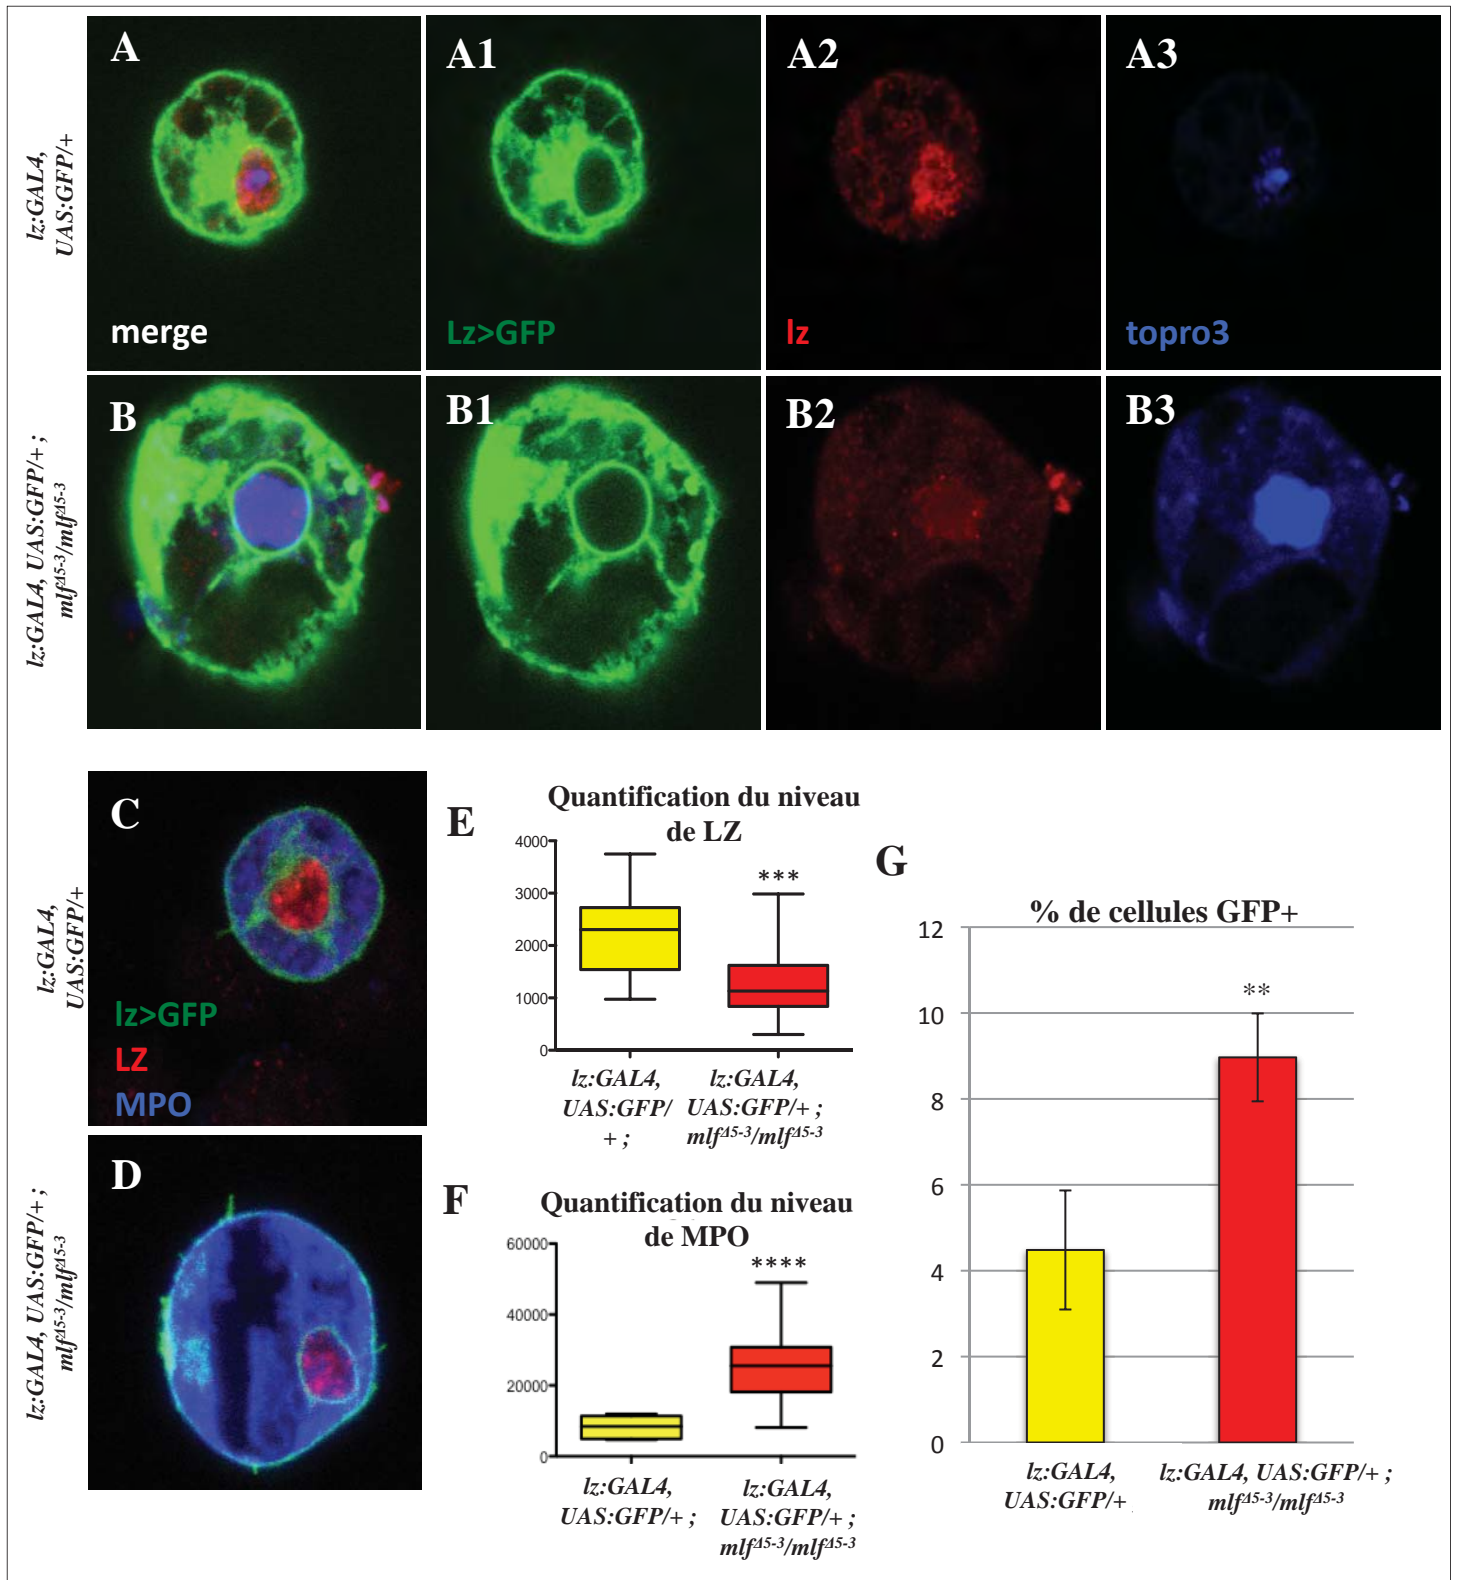 lz:GAL4,
UAS:GFP/+
A
merge
A1
Lz>GFP
A2
lz
A3
topro3
lz:GAL4, UAS:GFP/+ ;
mlfΔ5-3/mlfΔ5-3
B
B1
B2
B3
lz:GAL4,
UAS:GFP/+
C
lz>GFP
LZ
MPO
lz:GAL4, UAS:GFP/+ ;
mlfΔ5-3/mlfΔ5-3
D
E
Quantification du niveau
de LZ
4000
3000
2000
1000
0
***
lz:GAL4,
UAS:GFP/
+ ;
lz:GAL4,
UAS:GFP/+ ;
mlfΔ5-3/mlfΔ5-3
F
Quantification du niveau
de MPO
60000
40000
20000
0
****
lz:GAL4,
UAS:GFP/+ ;
lz:GAL4,
UAS:GFP/+ ;
mlfΔ5-3/mlfΔ5-3
G
% de cellules GFP+
12
10
8
6
4
2
0
**
lz:GAL4,
UAS:GFP/+
lz:GAL4, UAS:GFP/+ ;
mlfΔ5-3/mlfΔ5-3